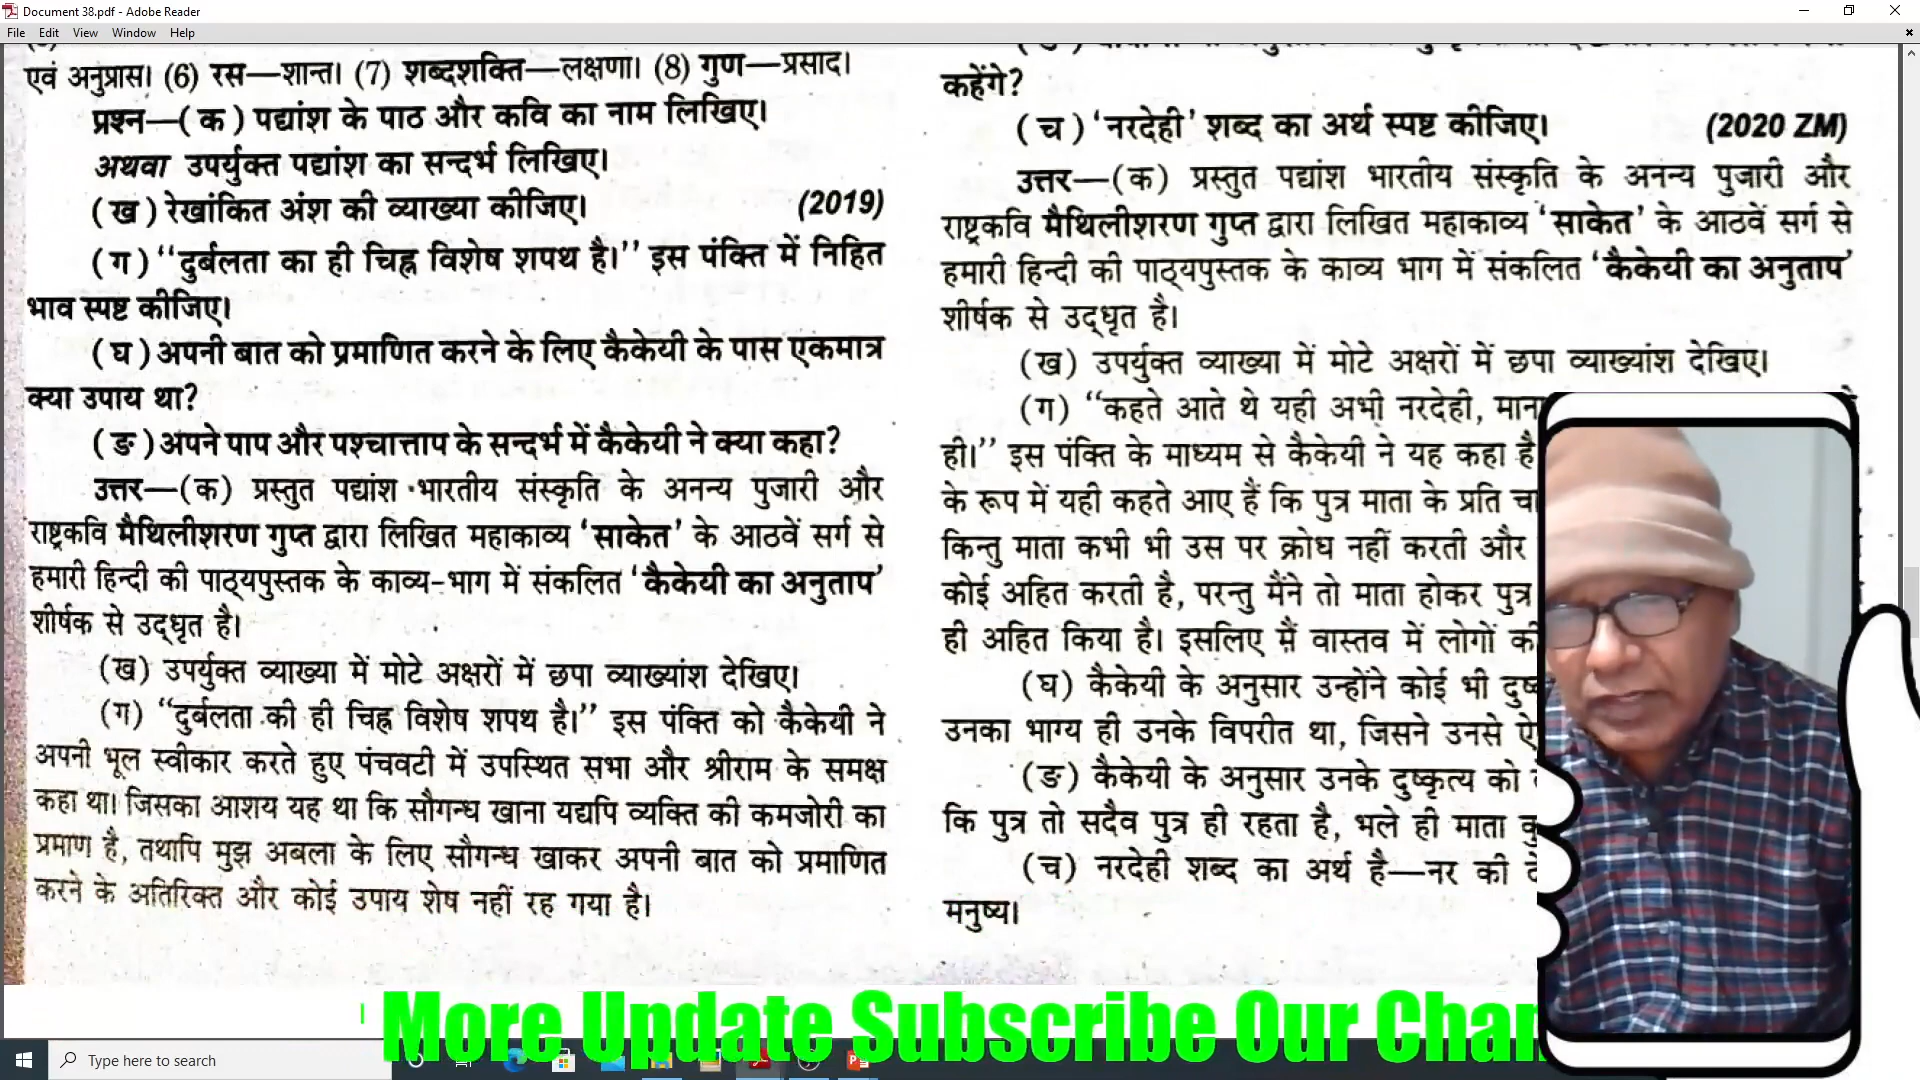 Document 38.pdf - Adobe Reader
File Edit View Window Help
एवं अनुप्रास। (6) रस—शान्त। (7) शब्दशक्ति—लक्षणा। (8) गुण—प्रसाद।
प्रश्न—(क) पद्यांश के पाठ और कवि का नाम लिखिए।
अथवा उपर्युक्त पद्यांश का सन्दर्भ लिखिए।
(ख) रेखांकित अंश की व्याख्या कीजिए। (2019)
(ग) “दुर्बलता का ही चिह्न विशेष शपथ है।” इस पंक्ति में निहित
भाव स्पष्ट कीजिए।
(घ) अपनी बात को प्रमाणित करने के लिए कैकेयी के पास एकमात्र
क्या उपाय था?
(ङ) अपने पाप और पश्चात्ताप के सन्दर्भ में कैकेयी ने क्या कहा?
उत्तर—(क) प्रस्तुत पद्यांश भारतीय संस्कृति के अनन्य पुजारी और
राष्ट्रकवि मैथिलीशरण गुप्त द्वारा लिखित महाकाव्य ‘साकेत’ के आठवें सर्ग से
हमारी हिन्दी की पाठ्यपुस्तक के काव्य-भाग में संकलित ‘कैकेयी का अनुताप’
शीर्षक से उद्धृत है।
(ख) उपर्युक्त व्याख्या में मोटे अक्षरों में छपा व्याख्यांश देखिए।
(ग) “दुर्बलता की ही चिह्न विशेष शपथ है।” इस पंक्ति को कैकेयी ने
अपनी भूल स्वीकार करते हुए पंचवटी में उपस्थित सभा और श्रीराम के समक्ष
कहा था। जिसका आशय यह था कि सौगन्ध खाना यद्यपि व्यक्ति की कमजोरी का
प्रमाण है, तथापि मुझ अबला के लिए सौगन्ध खाकर अपनी बात को प्रमाणित
करने के अतिरिक्त और कोई उपाय शेष नहीं रह गया है।
कहेंगे?
(च) ‘नरदेही’ शब्द का अर्थ स्पष्ट कीजिए। (2020 ZM)
उत्तर—(क) प्रस्तुत पद्यांश भारतीय संस्कृति के अनन्य पुजारी और
राष्ट्रकवि मैथिलीशरण गुप्त द्वारा लिखित महाकाव्य ‘साकेत’ के आठवें सर्ग से
हमारी हिन्दी की पाठ्यपुस्तक के काव्य भाग में संकलित ‘कैकेयी का अनुताप’
शीर्षक से उद्धृत है।
(ख) उपर्युक्त व्याख्या में मोटे अक्षरों में छपा व्याख्यांश देखिए।
(ग) “कहते आते थे यही अभी नरदेही,
ही।” इस पंक्ति के माध्यम से कैकेयी ने यह कहा है
के रूप में यही कहते आए हैं कि पुत्र माता के प्रति
किन्तु माता कभी भी उस पर क्रोध नहीं करती और
कोई अहित करती है, परन्तु मैंने तो माता होकर पुत्र
ही अहित किया है। इसलिए मैं वास्तव में लोगों की
(घ) कैकेयी के अनुसार उन्होंने कोई भी
उनका भाग्य ही उनके विपरीत था, जिसने उनसे
(ङ) कैकेयी के अनुसार उनके दुष्कृत्य को
कि पुत्र तो सदैव पुत्र ही रहता है, भले ही माता
(च) नरदेही शब्द का अर्थ है—नर की
मनुष्य।
More Update Subscribe Our
Type here to search